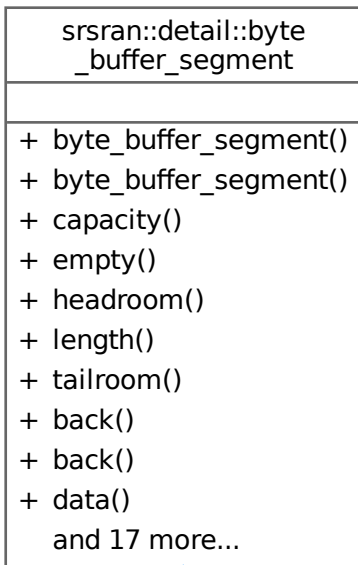 srsran::detail::byte
_buffer_segment
+ byte_buffer_segment()
+ byte_buffer_segment()
+ capacity()
+ empty()
+ headroom()
+ length()
+ tailroom()
+ back()
+ back()
+ data()
and 17 more...